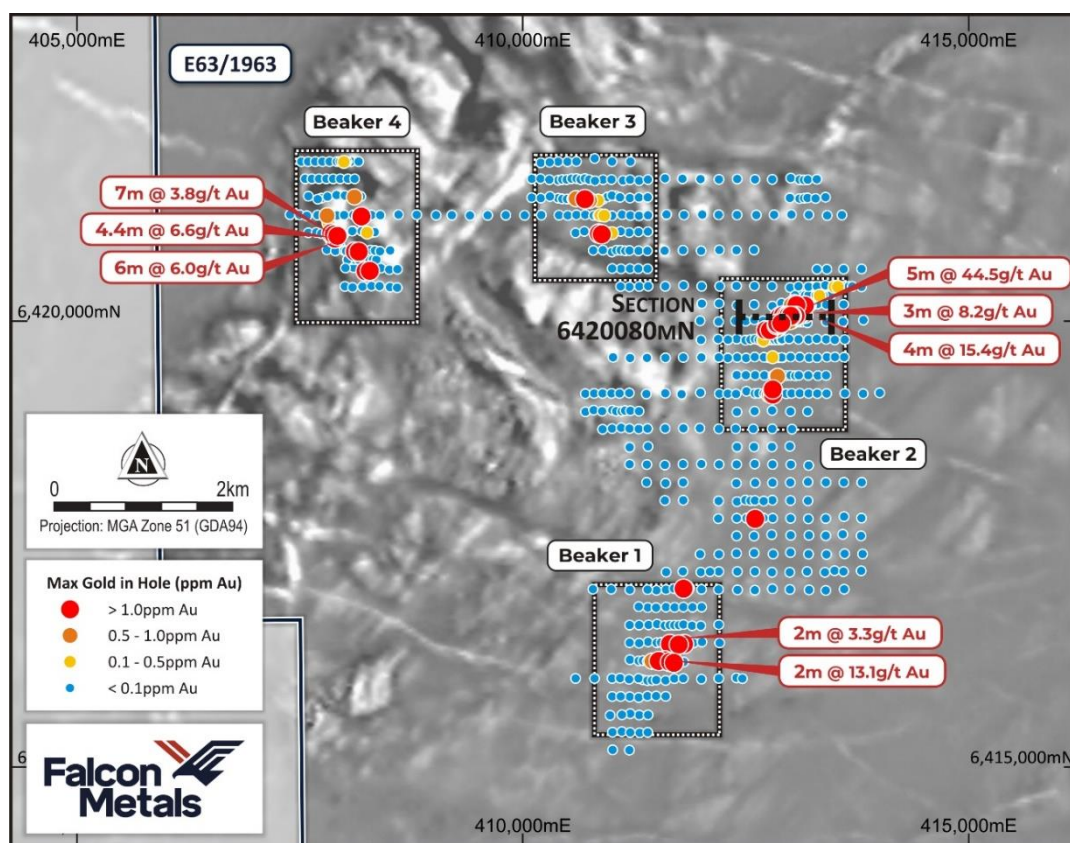 405,000mE
410,000mE
415,000mE
E63/1963
Beaker 4
Beaker 3
7m @ 3.8g/t Au
4.4m @ 6.6g/t Au
6m @ 6.0g/t Au
5m @ 44.5g/t Au
3m @ 8.2g/t Au
4m @ 15.4g/t Au
SECTION
6420080MN
6,420,000mN
Beaker 2
N
0 2km
Projection: MGA Zone 51 (GDA94)
Beaker 1
Max Gold in Hole (ppm Au)
> 1.0ppm Au
0.5 - 1.0ppm Au
0.1 - 0.5ppm Au
< 0.1ppm Au
2m @ 3.3g/t Au
2m @ 13.1g/t Au
Falcon
Metals
6,415,000mN
410,000mE
415,000mE